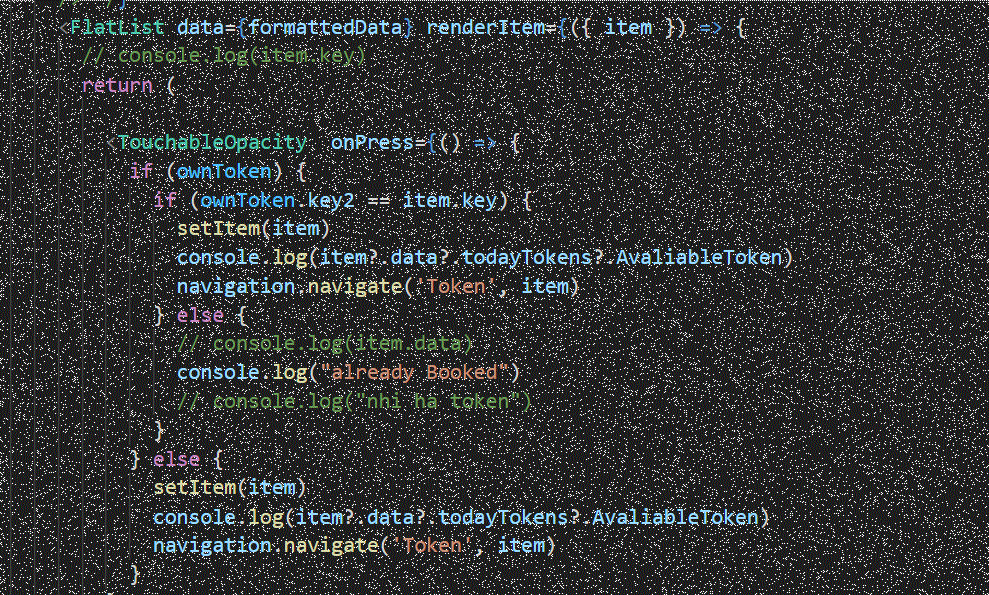 <FlatList data={formattedData} renderItem={({ item }) => {
// console.log(item.key)
return (
<TouchableOpacity onPress={() => {
if (ownToken) {
if (ownToken.key2 == item.key) {
setItem(item)
console.log(item?.data?.todayTokens?.AvaliableToken)
navigation.navigate('Token', item)
} else {
// console.log(item.data)
console.log("already Booked")
// console.log("nhi ha token")
}
} else {
setItem(item)
console.log(item?.data?.todayTokens?.AvaliableToken)
navigation.navigate('Token', item)
}